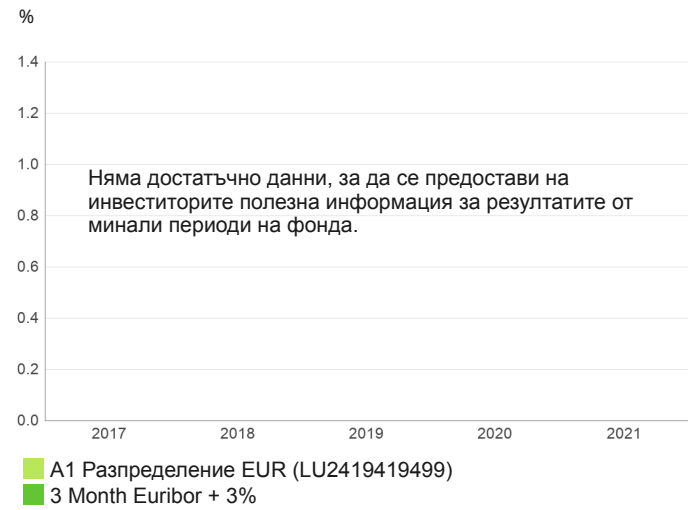 %
1.4
1.2
1.0
Няма достатъчно данни, за да се предостави на
инвеститорите полезна информация за резултатите от
0.8
минали периоди на фонда.
0.6
0.4
0.2
0.0
2017 2018 2019 2020 2021
A1 Разпределение EUR (LU2419419499)
3 Month Euribor + 3%